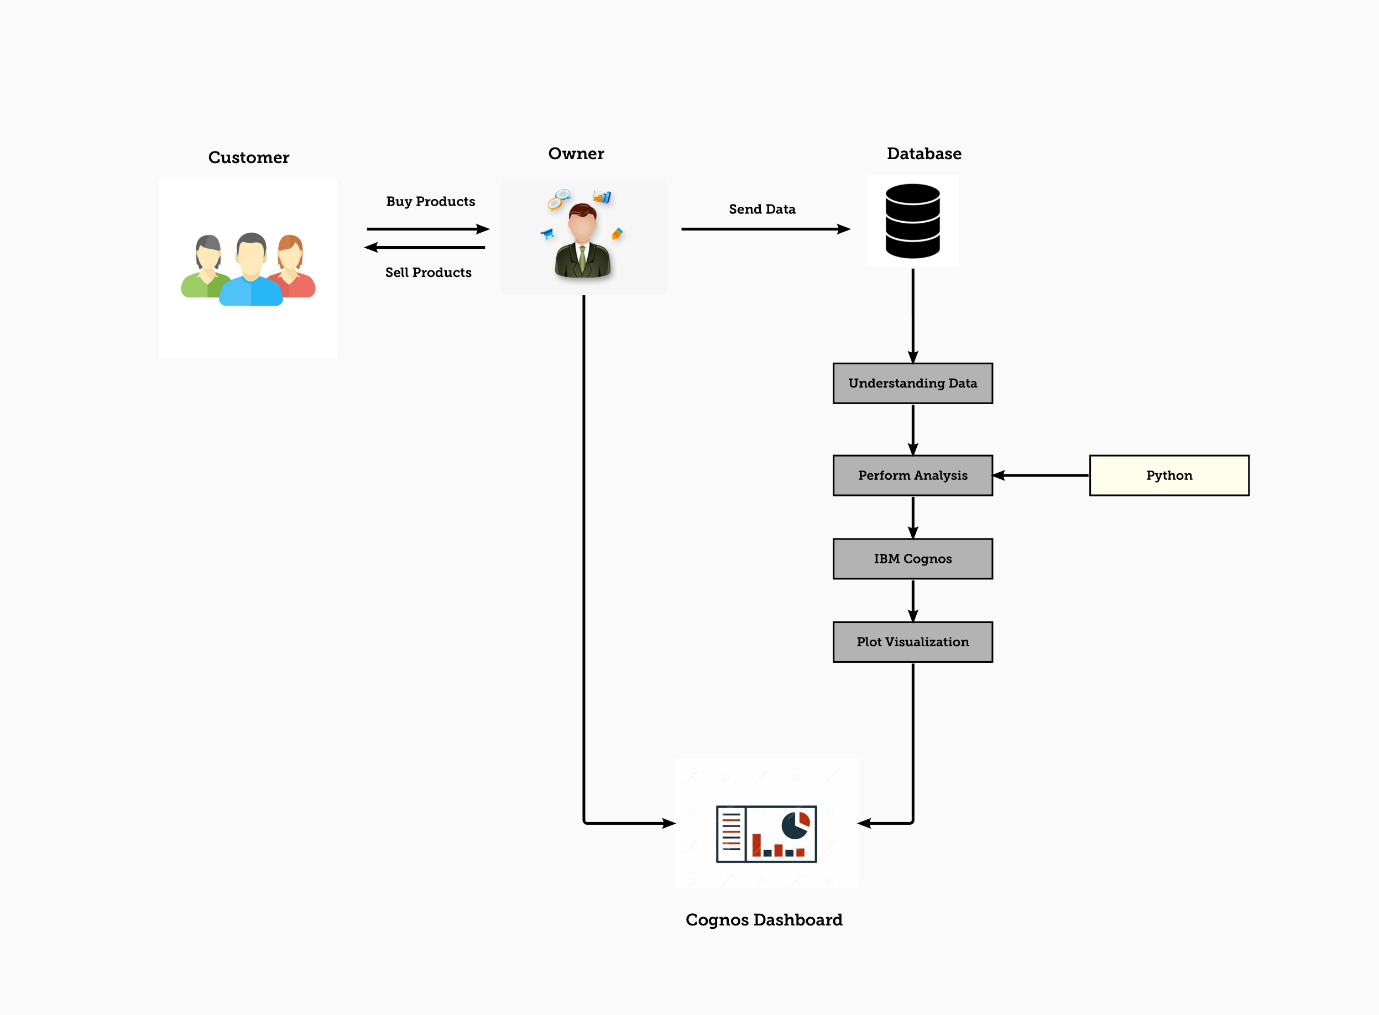 Customer
Owner
Database
Buy Products
Send Data
Sell Products
Understanding Data
Perform Analysis
Python
IBM Cognos
Plot Visualization
Cognos Dashboard